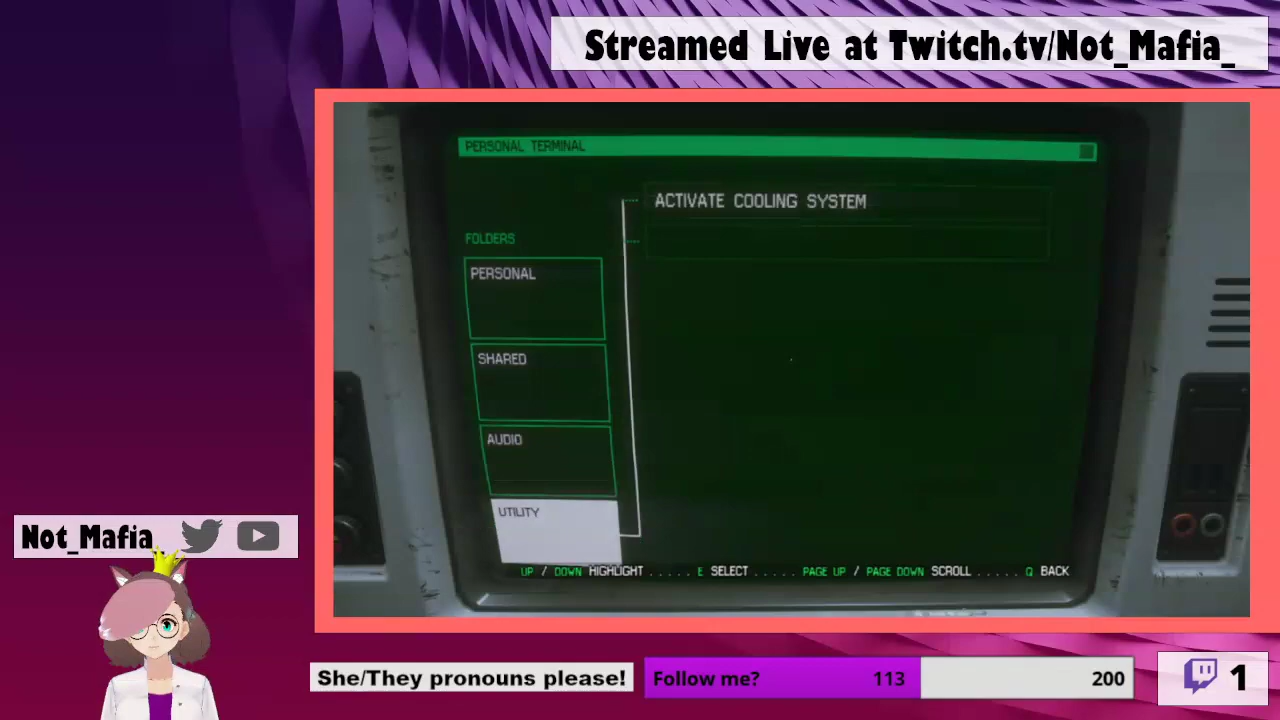 Streamed Live at Twitch.tv/Not_Mafia_
PERSONAL TERMINAL
ACTIVATE COOLING SYSTEM
FOLDERS
PERSONAL
SHARED
AUDIO
UTILITY
UP / DOWN HIGHLIGHT ..... E SELECT ..... PAGE UP / PAGE DOWN SCROLL ..... Q BACK
Not_Mafia_
She/They pronouns please!
Follow me? 113 200
1